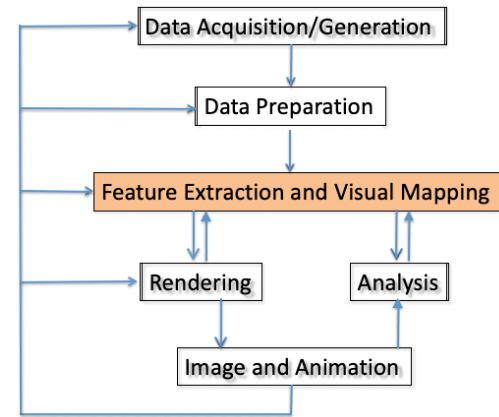 Data Acquisition/Generation
Data Preparation
Feature Extraction and Visual Mapping
Rendering
Analysis
Image and Animation